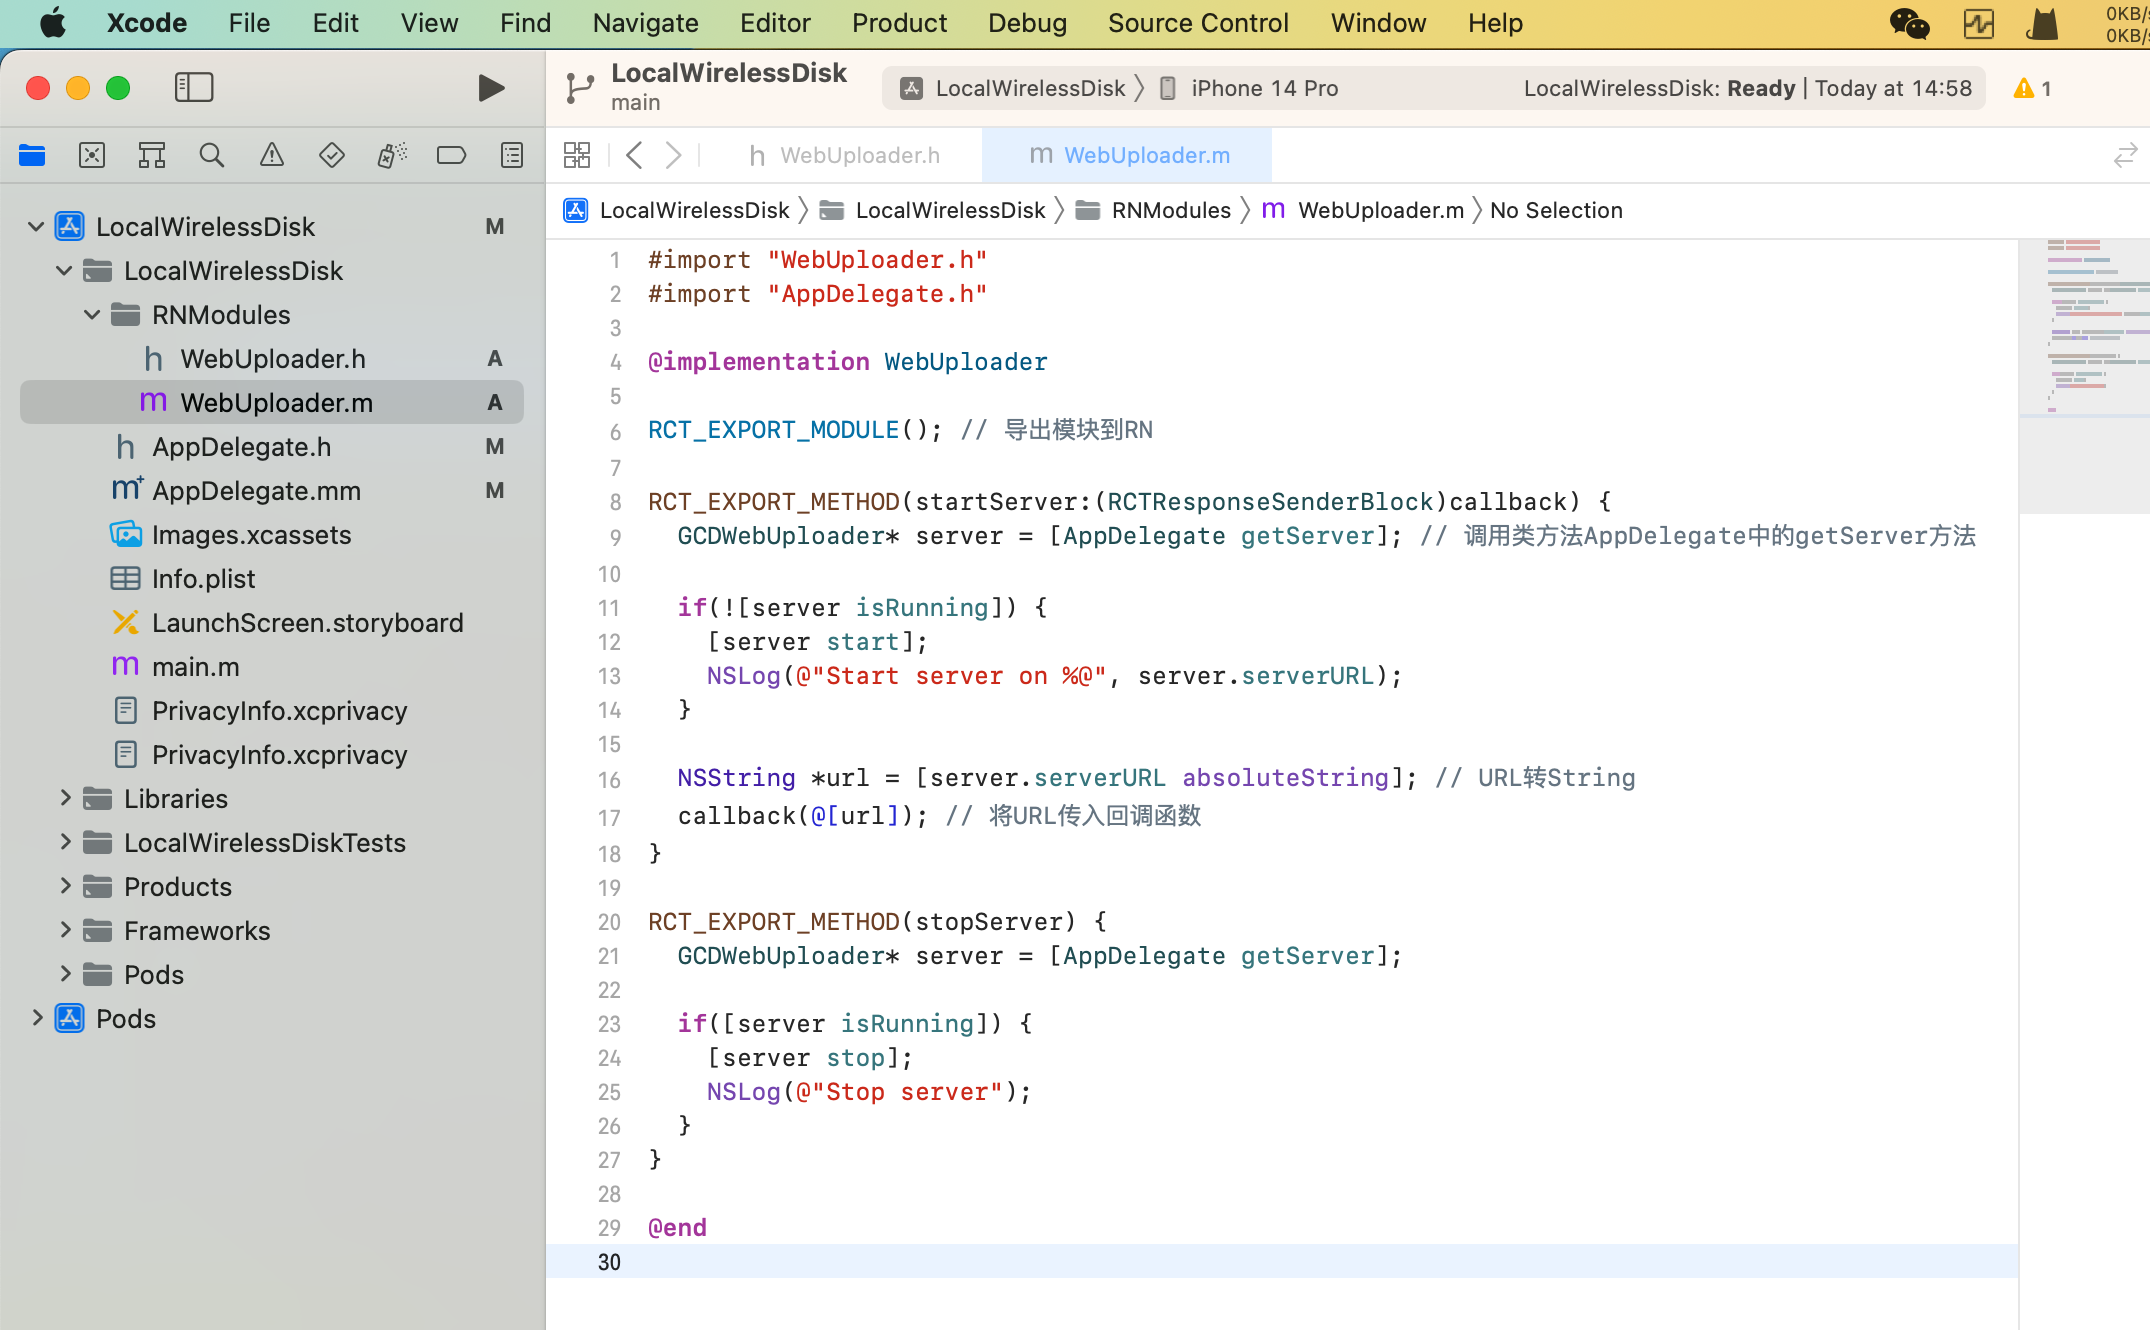 Xcode File Edit View Find Navigate Editor Product Debug Source Control Window Help
0KB/
0KB/
LocalWirelessDisk
main
LocalWirelessDisk iPhone 14 Pro LocalWirelessDisk: Ready | Today at 14:58 1
h WebUploader.h m WebUploader.m
LocalWirelessDisk LocalWirelessDisk RNModules m WebUploader.m No Selection
LocalWirelessDisk M
LocalWirelessDisk
RNModules
h WebUploader.h A
m WebUploader.m A
h AppDelegate.h M
m+ AppDelegate.mm M
Images.xcassets
Info.plist
LaunchScreen.storyboard
m main.m
PrivacyInfo.xcprivacy
PrivacyInfo.xcprivacy
Libraries
LocalWirelessDiskTests
Products
Frameworks
Pods
Pods
1 #import "WebUploader.h"
2 #import "AppDelegate.h"
3
4 @implementation WebUploader
5
6 RCT_EXPORT_MODULE(); // 导出模块到RN
7
8 RCT_EXPORT_METHOD(startServer:(RCTResponseSenderBlock)callback) {
9   GCDWebUploader* server = [AppDelegate getServer]; // 调用类方法AppDelegate中的getServer方法
10
11   if(![server isRunning]) {
12     [server start];
13     NSLog(@"Start server on %@", server.serverURL);
14   }
15
16   NSString *url = [server.serverURL absoluteString]; // URL转String
17   callback(@[url]); // 将URL传入回调函数
18 }
19
20 RCT_EXPORT_METHOD(stopServer) {
21   GCDWebUploader* server = [AppDelegate getServer];
22
23   if([server isRunning]) {
24     [server stop];
25     NSLog(@"Stop server");
26   }
27 }
28
29 @end
30